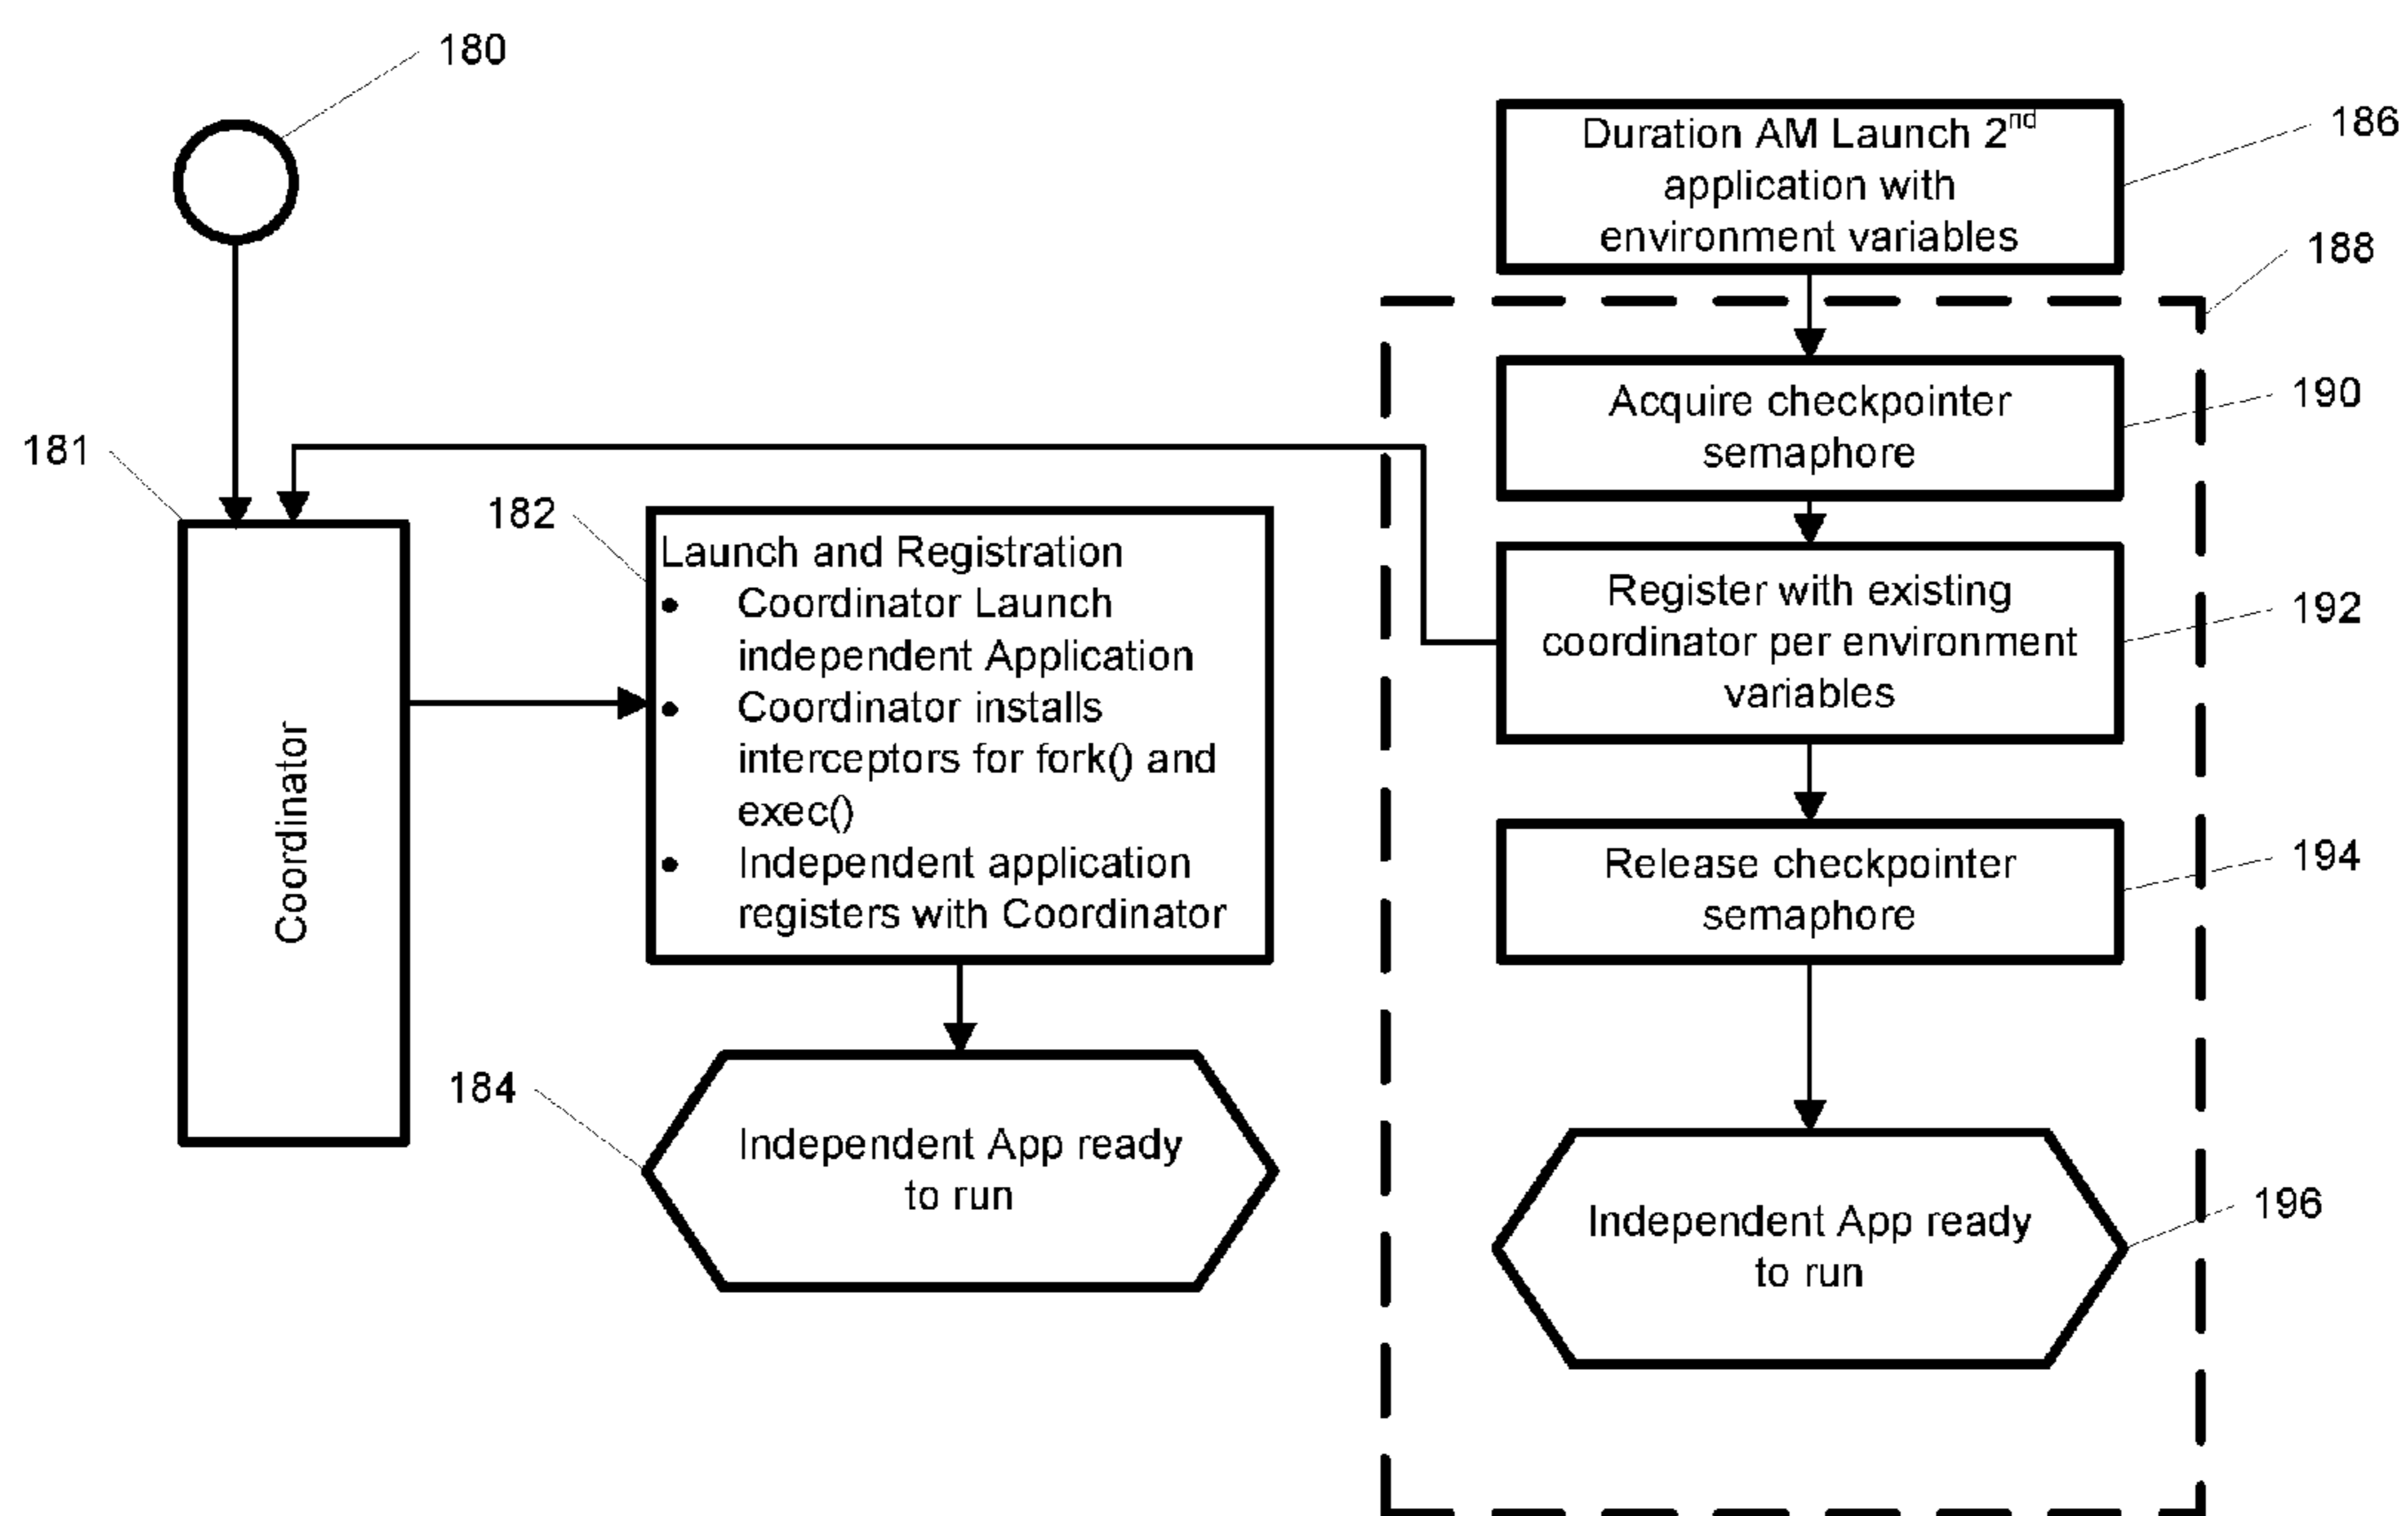 180
181
Coordinator
182
Launch and Registration
• Coordinator Launch
independent Application
• Coordinator installs
interceptors for fork() and
exec()
• Independent application
registers with Coordinator
184
Independent App ready
to run
Duration AM Launch 2nd
application with
environment variables
186
188
Acquire checkpointer
semaphore
190
Register with existing
coordinator per environment
variables
192
Release checkpointer
semaphore
194
Independent App ready
to run
196